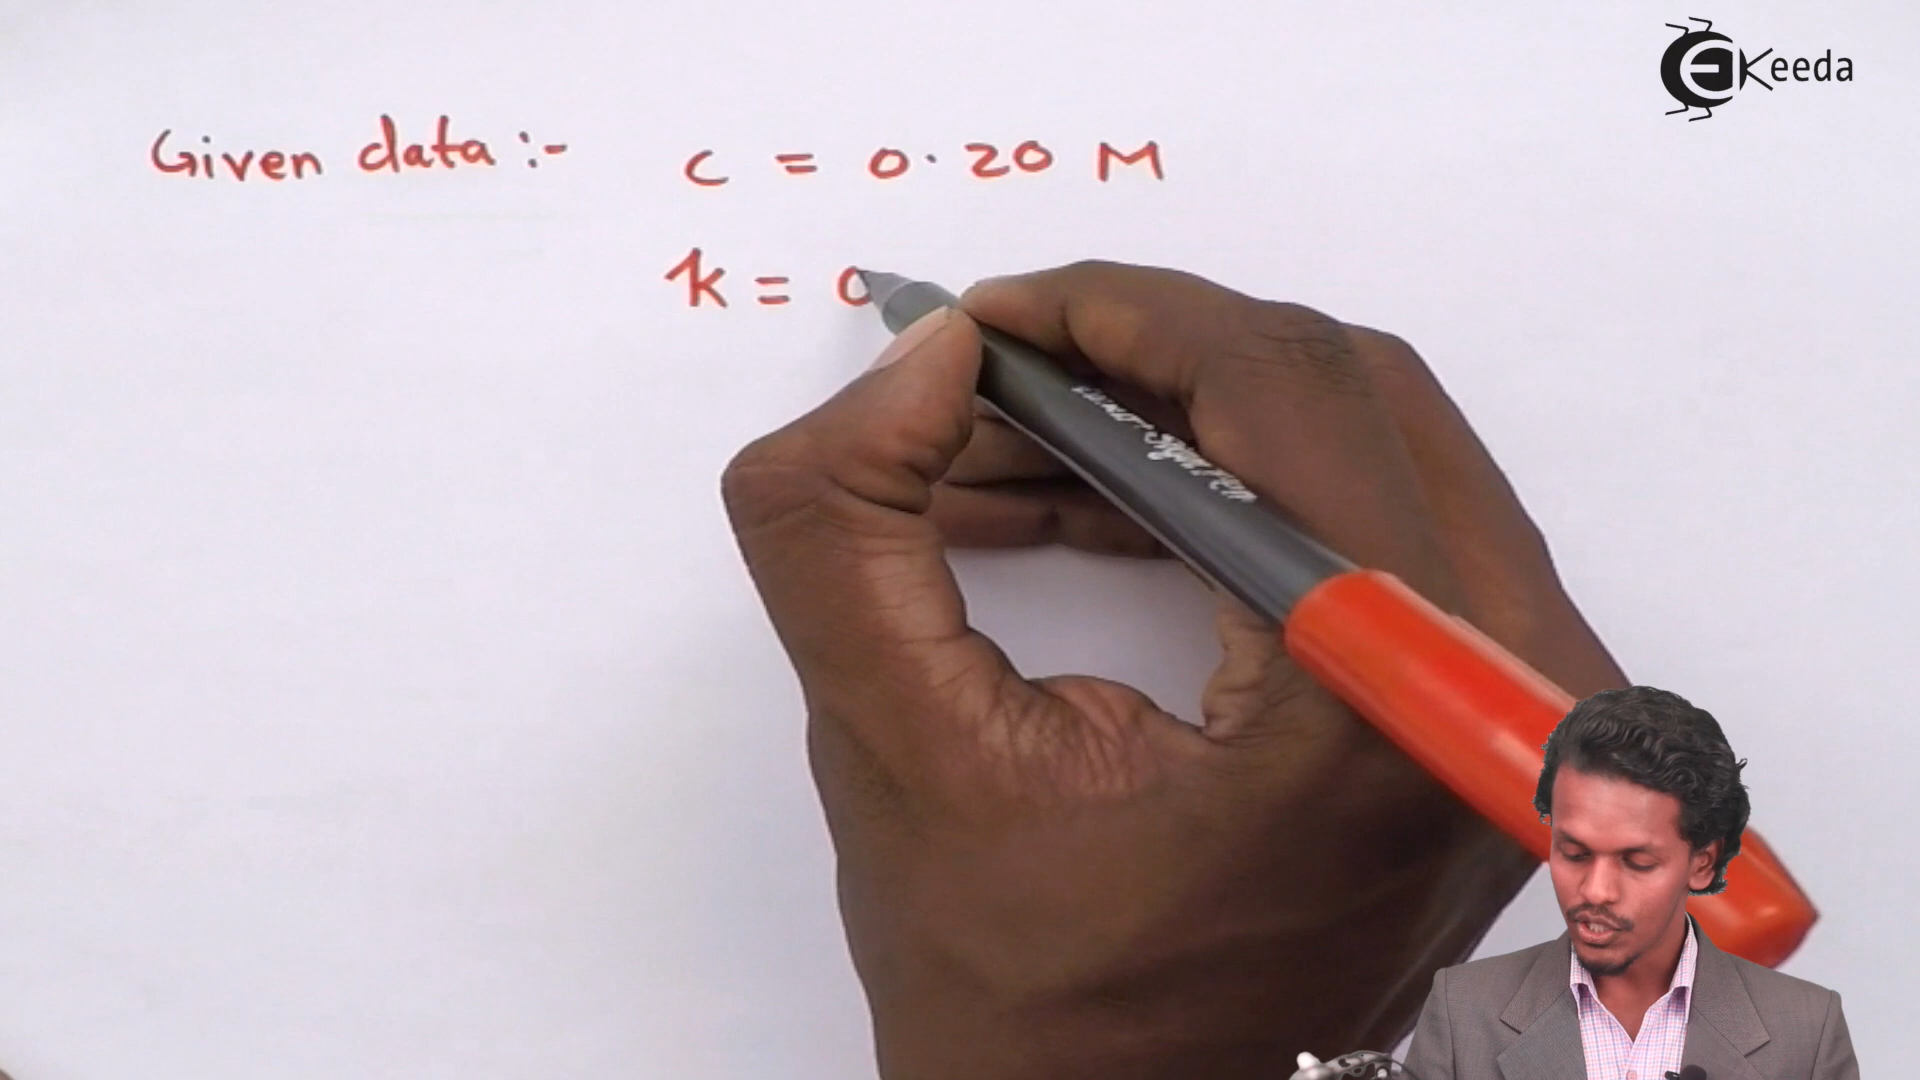 Keeda
Given data :- c = 0.20 M
k = 0